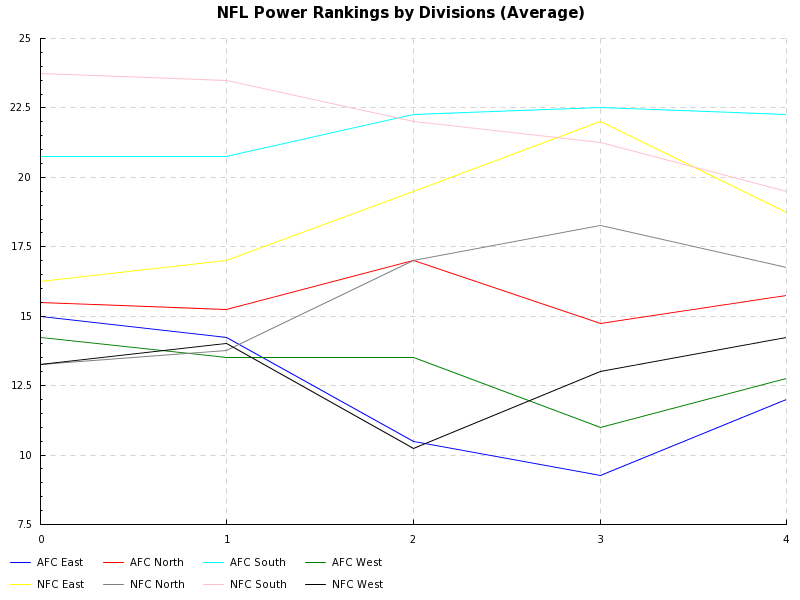 NFL Power Rankings by Divisions (Average)
25
22.5
20
17.5
15
12.5
10
7.5
0 1 2 3 4
AFC East AFC North AFC South AFC West
NFC East NFC North NFC South NFC West